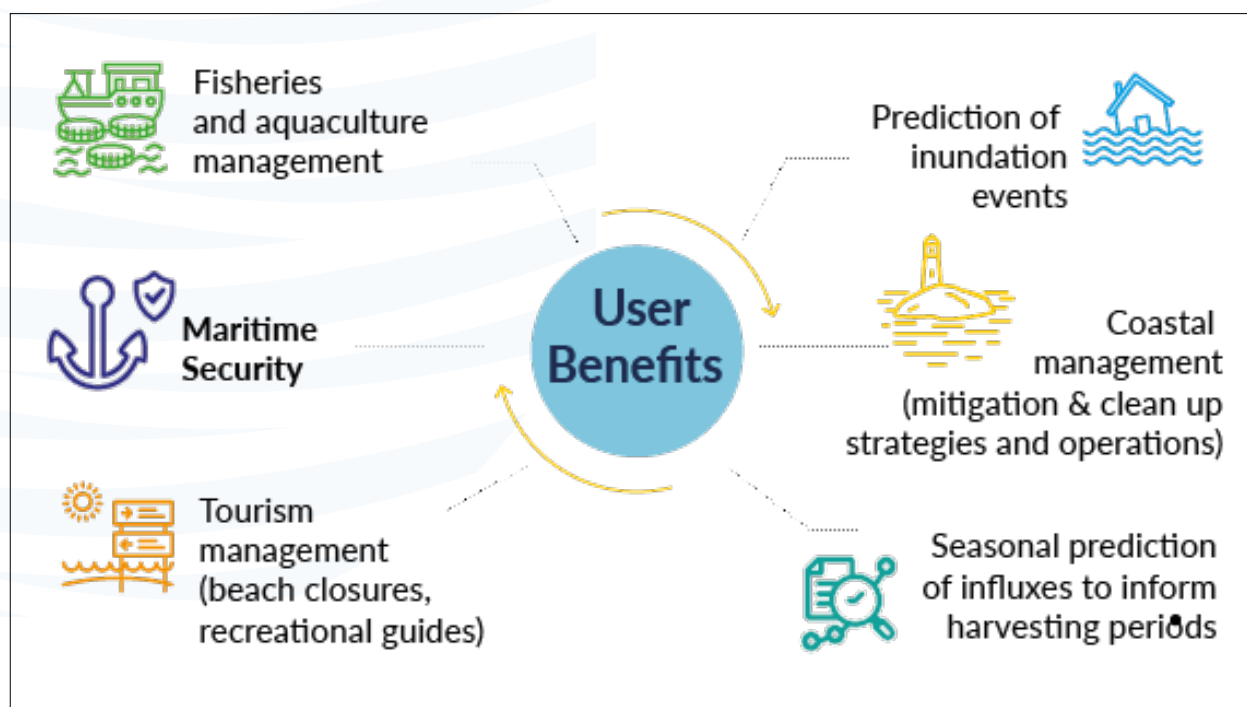 Fisheries
and aquaculture
management
Maritime
Security
Tourism
management
(beach closures,
recreational guides)
User
Benefits
Prediction of
inundation
events
Coastal
management
(mitigation & clean up
strategies and operations)
Seasonal prediction
of influxes to inform
harvesting periods